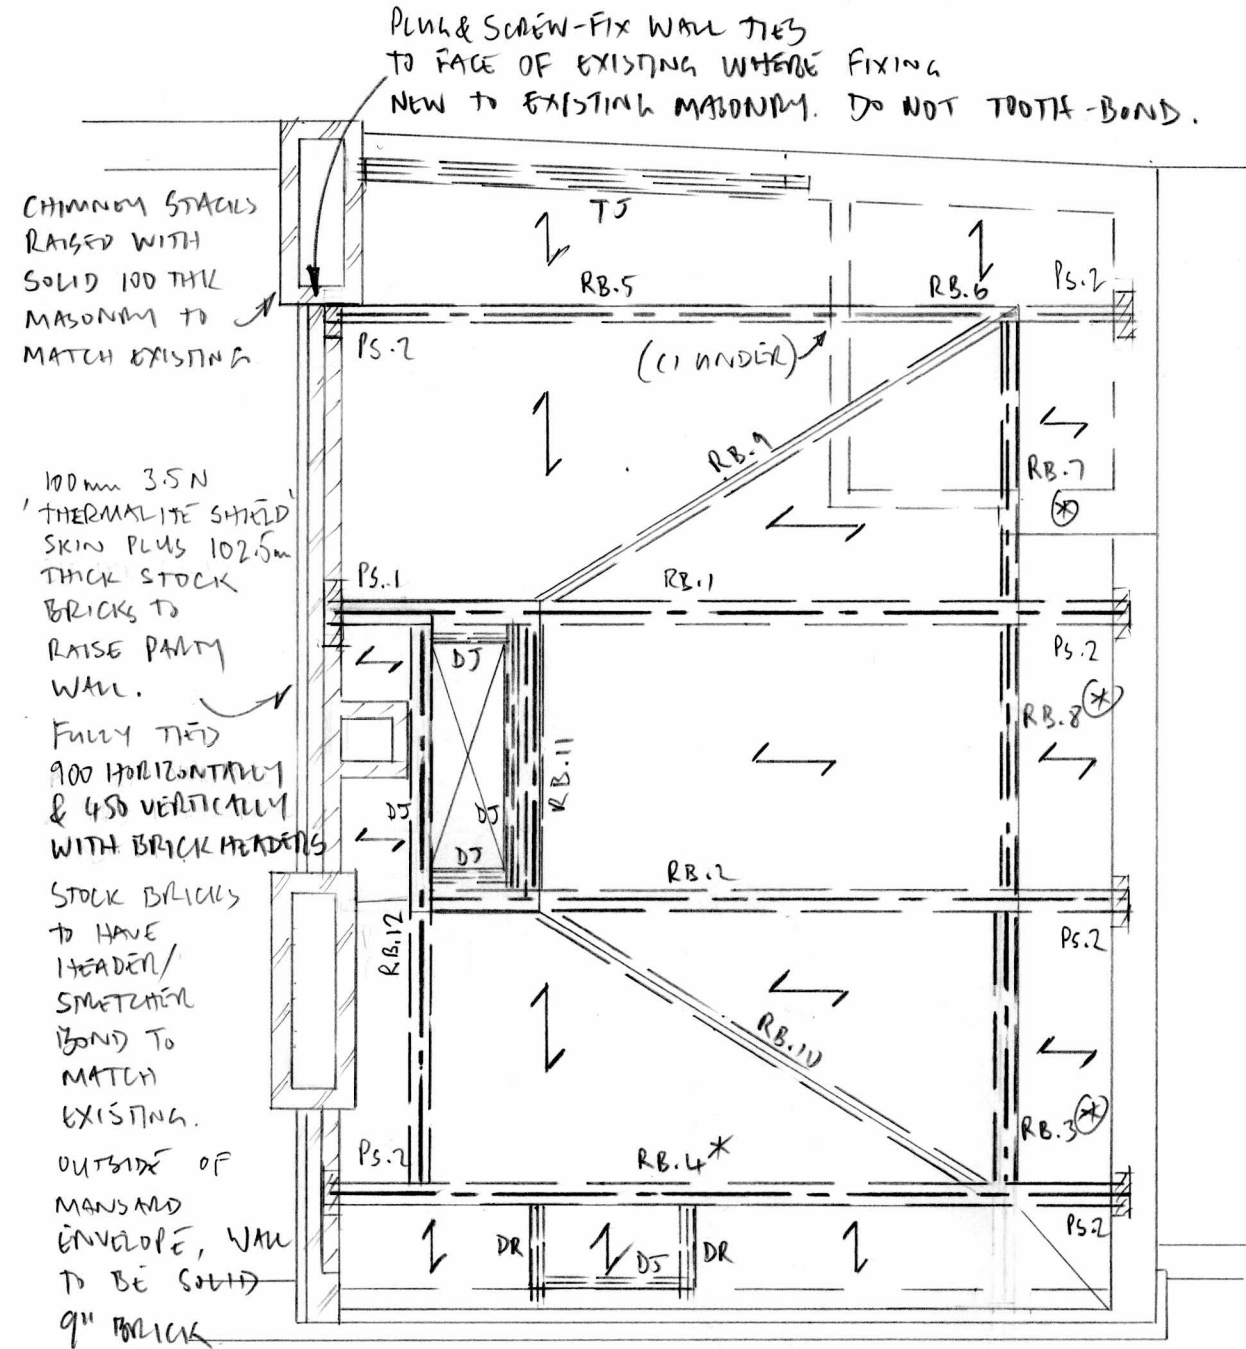 PLUG & SCREW-FIX WALL TIES
TO FACE OF EXISTING WHERE FIXING
NEW TO EXISTING MASONRY. DO NOT TOOTH-BOND.
CHIMNEY STACKS
RAISED WITH
SOLID 100 THK
MASONRY TO
MATCH EXISTING
TJ
RB.5
RB.6
Ps.2
Ps.2
(C1 UNDER)
RB.9
RB.7
*
100mm 3.5N
'THERMALITE SHIELD'
SKIN PLUS 102.5m
THICK STOCK
BRICKS TO
RAISE PARTY
WALL.
Ps.1
RB.1
Ps.2
DJ
RB.8 *
FULLY TIED
900 HORIZONTALLY
& 450 VERTICALLY
WITH BRICK HEADERS
RB.11
DJ
DJ
DJ
RB.2
Ps.2
STOCK BRICKS
TO HAVE
HEADER/
STRETCHER
BOND TO
MATCH
EXISTING.
RB.12
RB.10
RB.3 *
Ps.2
RB.4 *
Ps.2
OUTSIDE OF
MANSARD
ENVELOPE, WALL
TO BE SOLID
9" BRICK
DR
DJ
DR